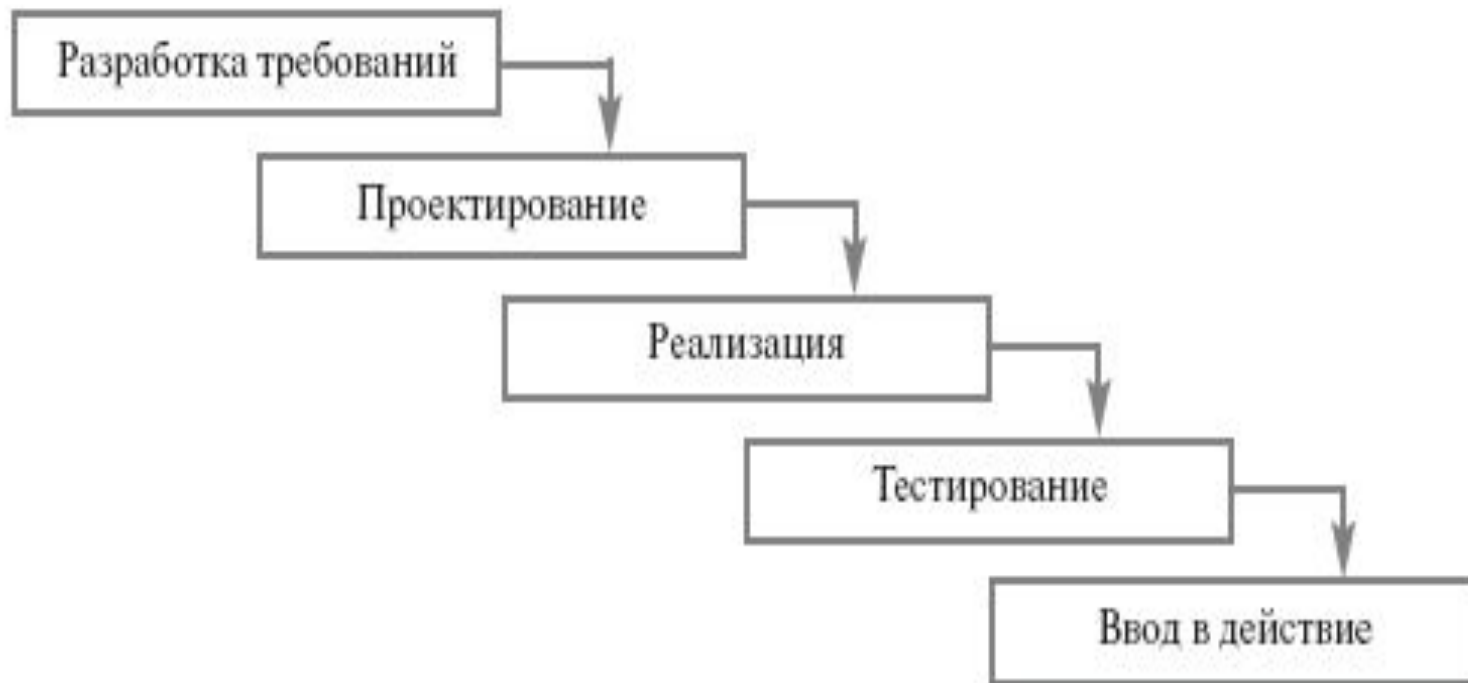 Разработка требований
Проектирование
Реализация
Тестирование
Ввод в действие